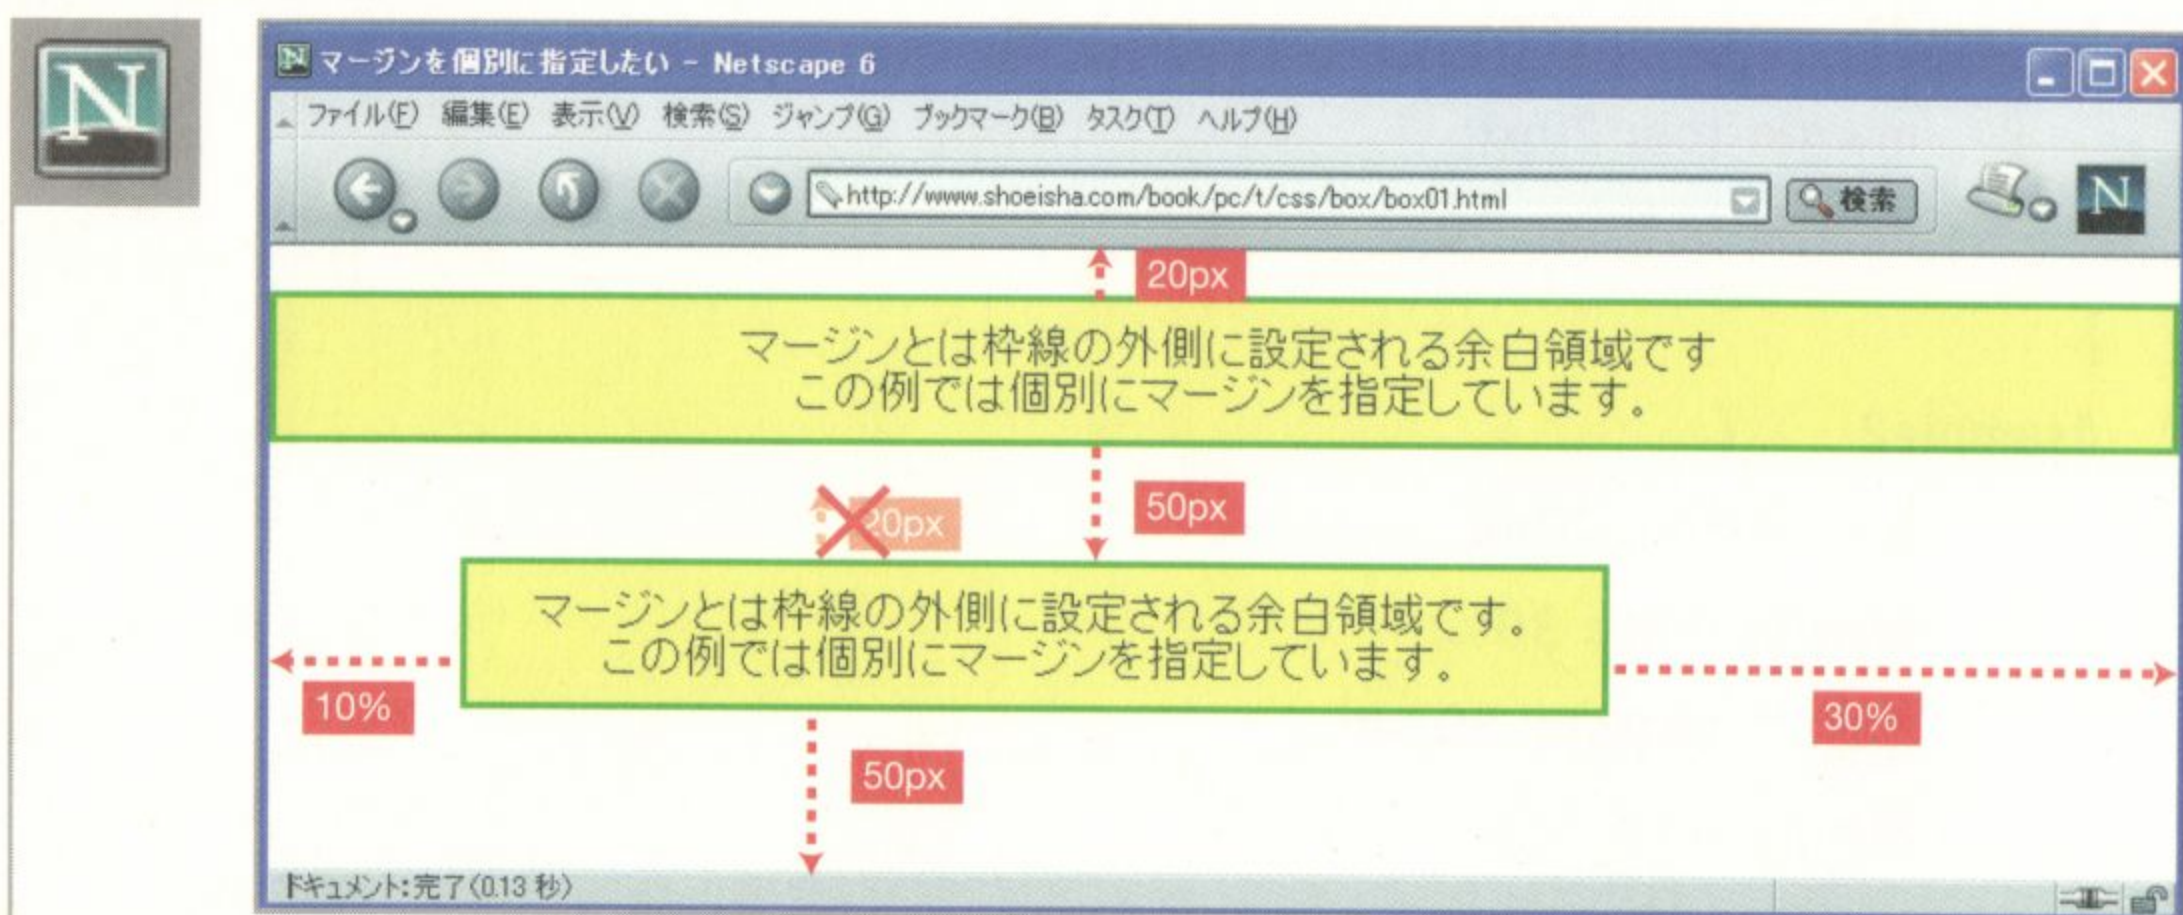 N
マージンを個別に指定したい - Netscape 6
ファイル(F) 編集(E) 表示(V) 検索(S) ジャンプ(G) ブックマーク(B) タスク(T) ヘルプ(H)
http://www.shoeisha.com/book/pc/t/css/box/box01.html 検索 N
20px
マージンとは枠線の外側に設定される余白領域です
この例では個別にマージンを指定しています。
20px 50px
マージンとは枠線の外側に設定される余白領域です。
この例では個別にマージンを指定しています。
10% 30%
50px
ドキュメント:完了(0.13 秒)